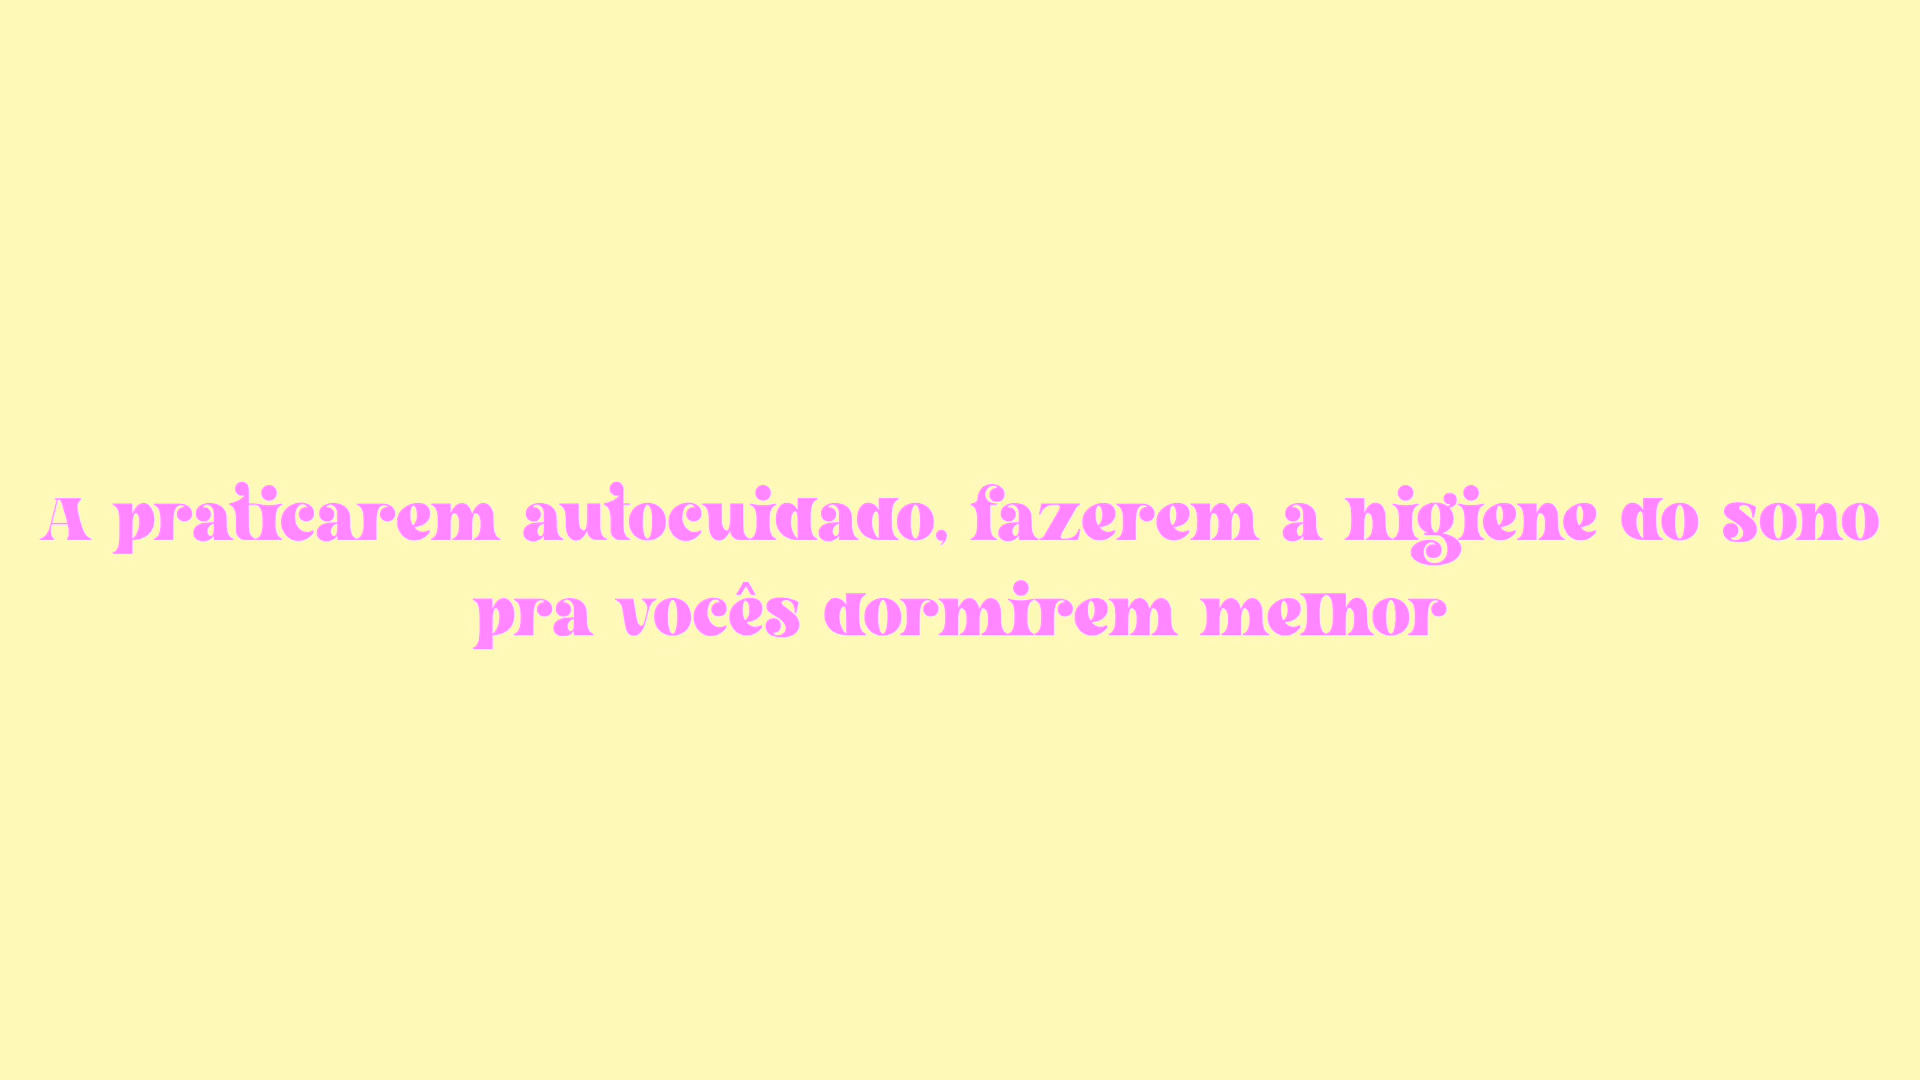 A praticarem autocuidado, fazerem a higiene do sono
pra vocês dormirem melhor